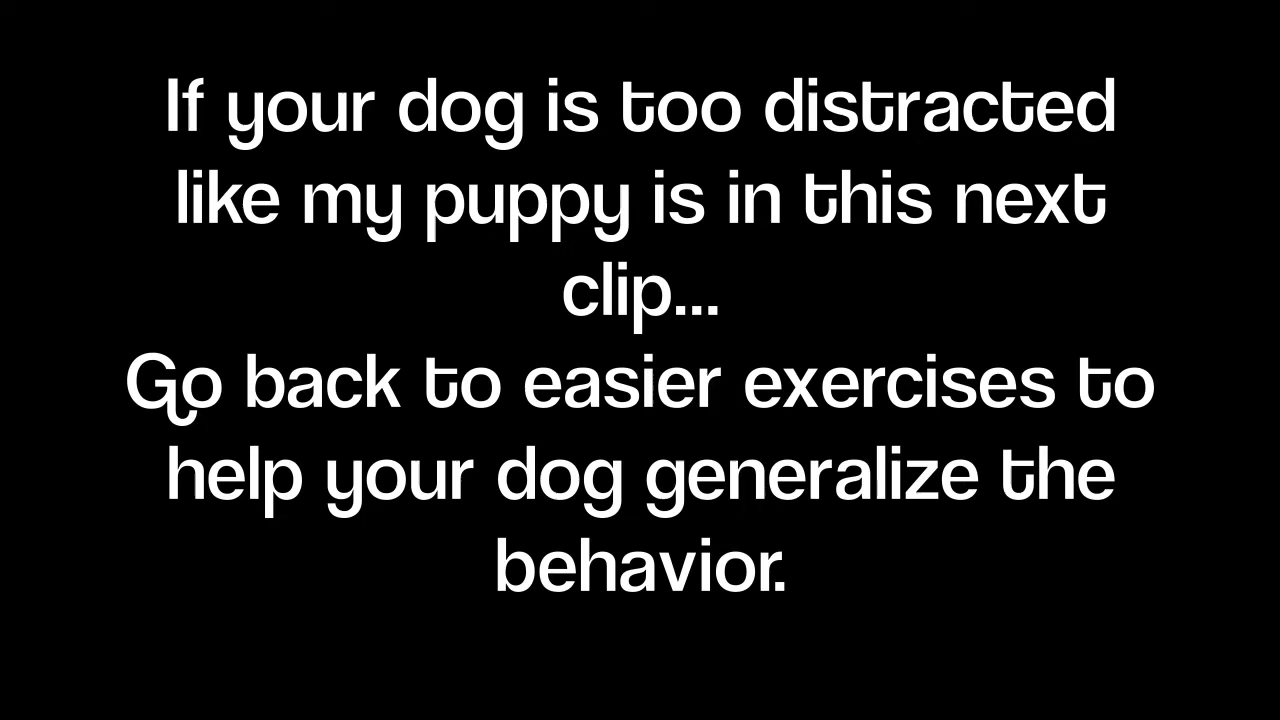 If your dog is too distracted
like my puppy is in this next
clip...
Go back to easier exercises to
help your dog generalize the
behavior.